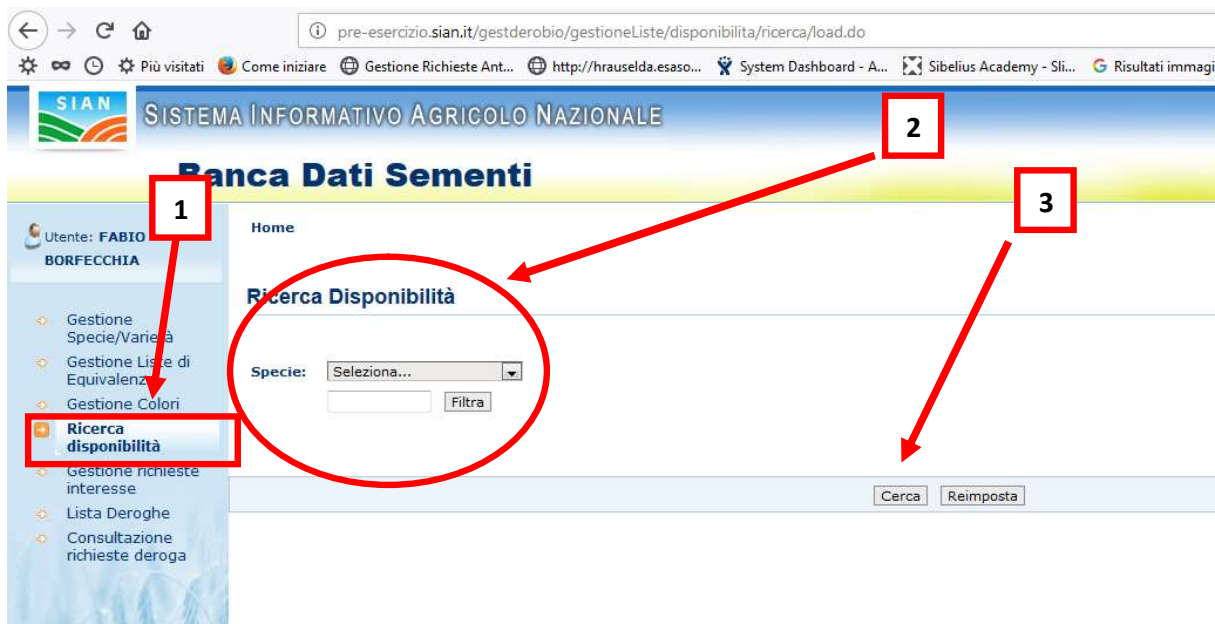 pre-esercizio.sian.it/gestderobio/gestioneListe/disponibilita/ricerca/load.do
Più visitati Come iniziare Gestione Richieste Ant... http://hrauselda.esaso... System Dashboard - A... Sibelius Academy - Sli... Risultati immagi
SIAN
SISTEMA INFORMATIVO AGRICOLO NAZIONALE
2
Banca Dati Sementi
1
3
Utente: FABIO
BORFECCHIA
Home
Ricerca Disponibilità
Gestione
Specie/Varietà
Gestione Liste di
Equivalenza
Gestione Colori
Ricerca
disponibilità
Gestione richieste
interesse
Lista Deroghe
Consultazione
richieste deroga
Specie: Seleziona...
Filtra
Cerca Reimposta